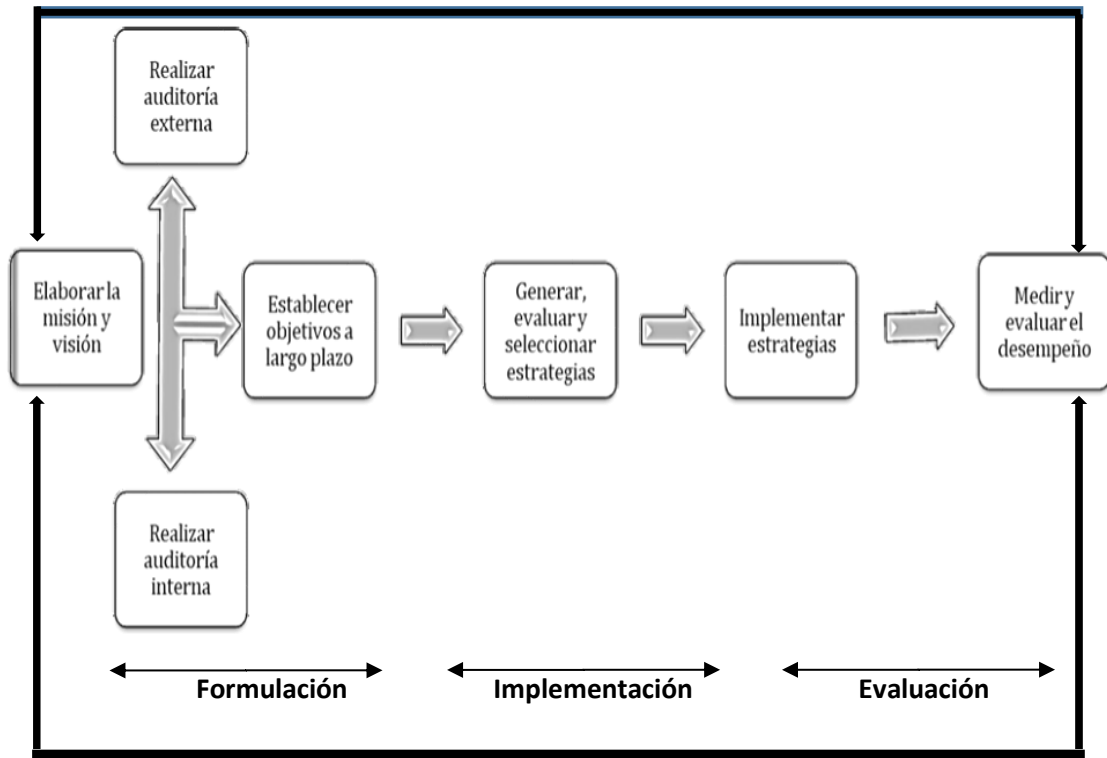 Realizar
auditoría
externa
Elaborar la
misión y
visión
Establecer
objetivos a
largo plazo
Generar,
evaluar y
seleccionar
estrategias
Implementar
estrategias
Medir y
evaluar el
desempeño
Realizar
auditoría
interna
Formulación
Implementación
Evaluación